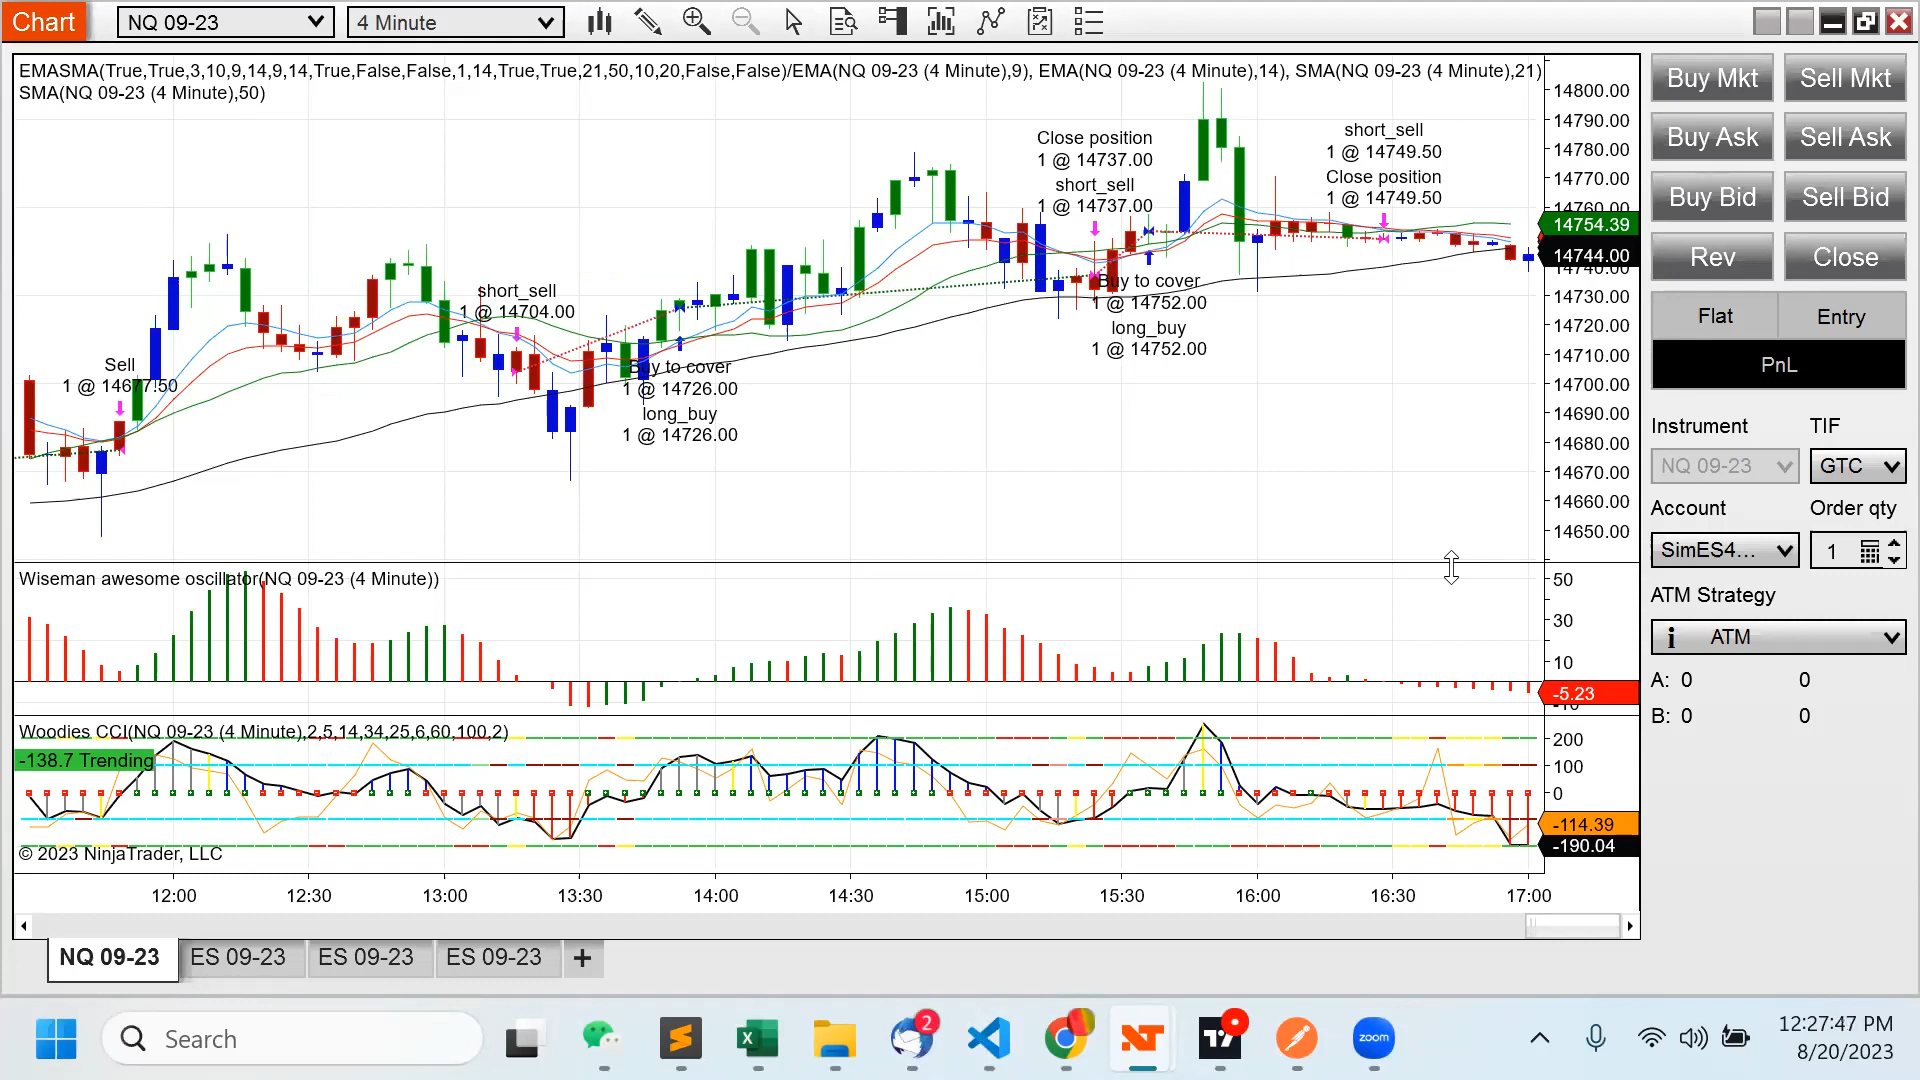 Chart
NQ 09-23
4 Minute
EMASMA(True,True,3,10,9,14,9,14,True,False,False,1,14,True,True,21,50,10,20,False,False)/EMA(NQ 09-23 (4 Minute),9), EMA(NQ 09-23 (4 Minute),14), SMA(NQ 09-23 (4 Minute),21)
SMA(NQ 09-23 (4 Minute),50)
14800.00
14790.00
14780.00
14770.00
14760.00
14754.39
14744.00
14740.00
14730.00
14720.00
14710.00
14700.00
14690.00
14680.00
14670.00
14660.00
14650.00
Sell
1 @ 14677.50
short_sell
1 @ 14704.00
Buy to cover
1 @ 14726.00
long_buy
1 @ 14726.00
Close position
1 @ 14737.00
short_sell
1 @ 14737.00
Buy to cover
1 @ 14752.00
long_buy
1 @ 14752.00
short_sell
1 @ 14749.50
Close position
1 @ 14749.50
Wiseman awesome oscillator(NQ 09-23 (4 Minute))
50
30
10
-5.23
-10
Woodies CCI(NQ 09-23 (4 Minute),2,5,14,34,25,6,60,100,2)
-138.7 Trending
200
100
0
-114.39
-190.04
© 2023 NinjaTrader, LLC
12:00
12:30
13:00
13:30
14:00
14:30
15:00
15:30
16:00
16:30
17:00
NQ 09-23
ES 09-23
ES 09-23
ES 09-23
+
Buy Mkt
Sell Mkt
Buy Ask
Sell Ask
Buy Bid
Sell Bid
Rev
Close
Flat
Entry
PnL
Instrument
TIF
NQ 09-23
GTC
Account
Order qty
SimES4...
1
ATM Strategy
i ATM
A: 0 0
B: 0 0
Search
2
zoom
12:27:47 PM
8/20/2023